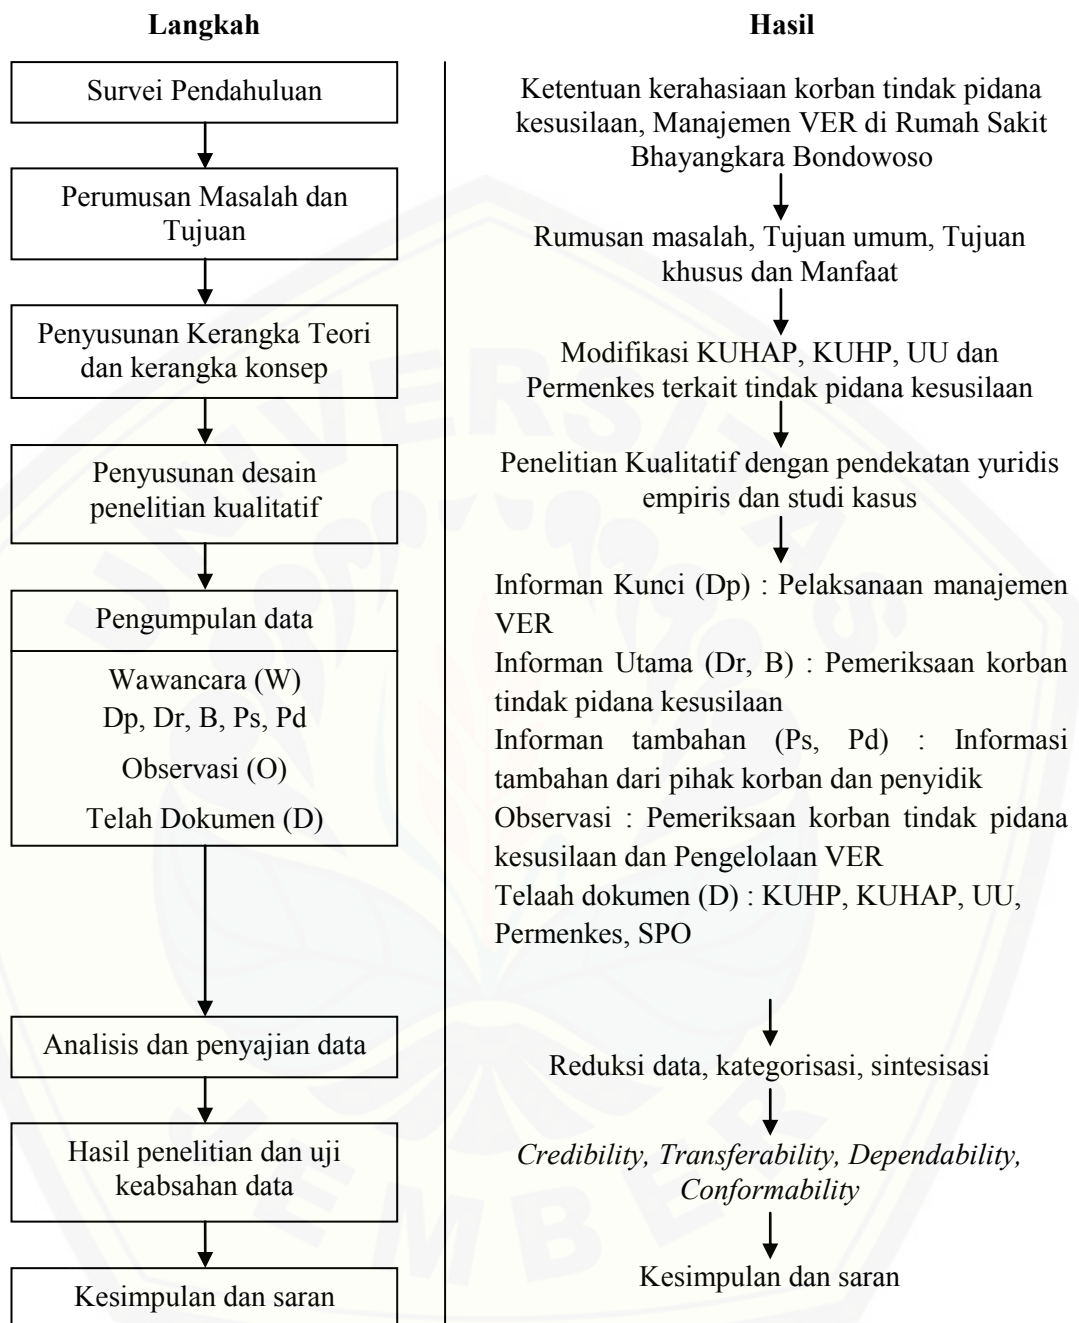 Langkah
Survei Pendahuluan
Perumusan Masalah dan
Tujuan
Penyusunan Kerangka Teori
dan kerangka konsep
Penyusunan desain
penelitian kualitatif
Pengumpulan data
Wawancara (W)
Dp, Dr, B, Ps, Pd
Observasi (O)
Telah Dokumen (D)
Analisis dan penyajian data
Hasil penelitian dan uji
keabsahan data
Kesimpulan dan saran
Hasil
Ketentuan kerahasiaan korban tindak pidana
kesusilaan, Manajemen VER di Rumah Sakit
Bhayangkara Bondowoso
Rumusan masalah, Tujuan umum, Tujuan
khusus dan Manfaat
Modifikasi KUHAP, KUHP, UU dan
Permenkes terkait tindak pidana kesusilaan
Penelitian Kualitatif dengan pendekatan yuridis
empiris dan studi kasus
Informan Kunci (Dp) : Pelaksanaan manajemen
VER
Informan Utama (Dr, B) : Pemeriksaan korban
tindak pidana kesusilaan
Informan tambahan (Ps, Pd) : Informasi
tambahan dari pihak korban dan penyidik
Observasi : Pemeriksaan korban tindak pidana
kesusilaan dan Pengelolaan VER
Telaah dokumen (D) : KUHP, KUHAP, UU,
Permenkes, SPO
Reduksi data, kategorisasi, sintesisasi
Credibility, Transferability, Dependability,
Conformability
Kesimpulan dan saran
UNIVERSITAS
JEMBER